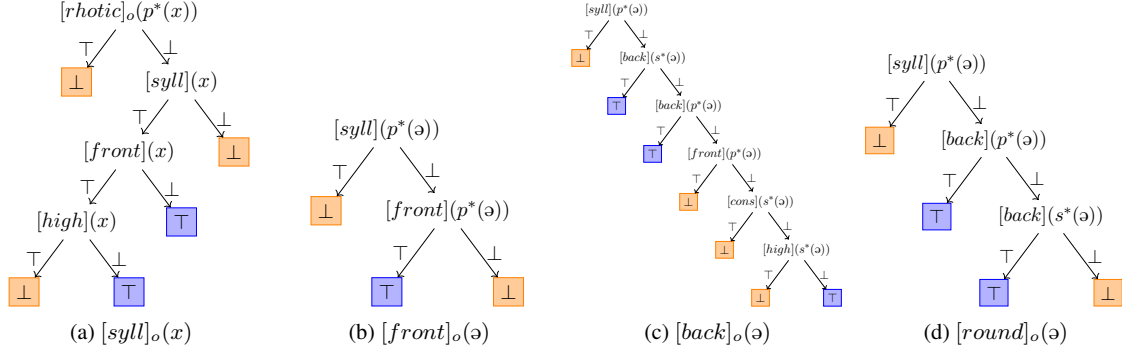 [rhotic]ₒ(p*(x))
⊤ ⊥
⊥ [syll](x)
⊤ ⊥
[front](x) ⊥
⊤ ⊥
[high](x) ⊤
⊤ ⊥
⊥ ⊤
(a) [syll]ₒ(x)
[syll](p*(ə))
⊤ ⊥
⊥ [front](p*(ə))
⊤ ⊥
⊤ ⊥
(b) [front]ₒ(ə)
[syll](p*(ə))
⊤ ⊥
⊥ [back](s*(ə))
⊤ ⊥
⊤ [back](p*(ə))
⊤ ⊥
⊤ [front](p*(ə))
⊤ ⊥
⊥ [cons](s*(ə))
⊤ ⊥
⊥ [high](s*(ə))
⊤ ⊥
⊥ ⊤
(c) [back]ₒ(ə)
[syll](p*(ə))
⊤ ⊥
⊥ [back](p*(ə))
⊤ ⊥
⊤ [back](s*(ə))
⊤ ⊥
⊤ ⊥
(d) [round]ₒ(ə)